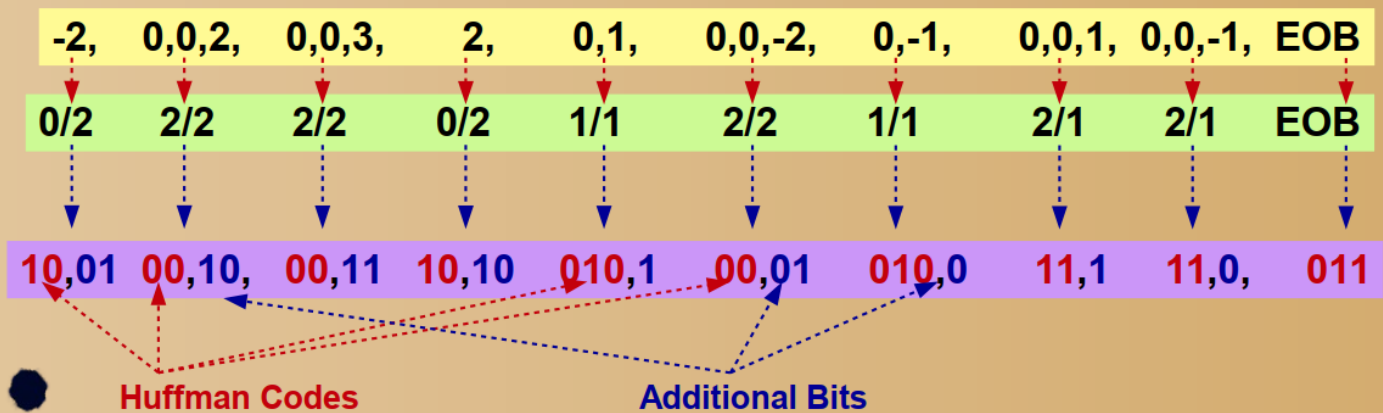 -2, 0,0,2, 0,0,3, 2, 0,1, 0,0,-2, 0,-1, 0,0,1, 0,0,-1, EOB
0/2 2/2 2/2 0/2 1/1 2/2 1/1 2/1 2/1 EOB
10,01 00,10, 00,11 10,10 010,1 00,01 010,0 11,1 11,0, 011
Huffman Codes Additional Bits